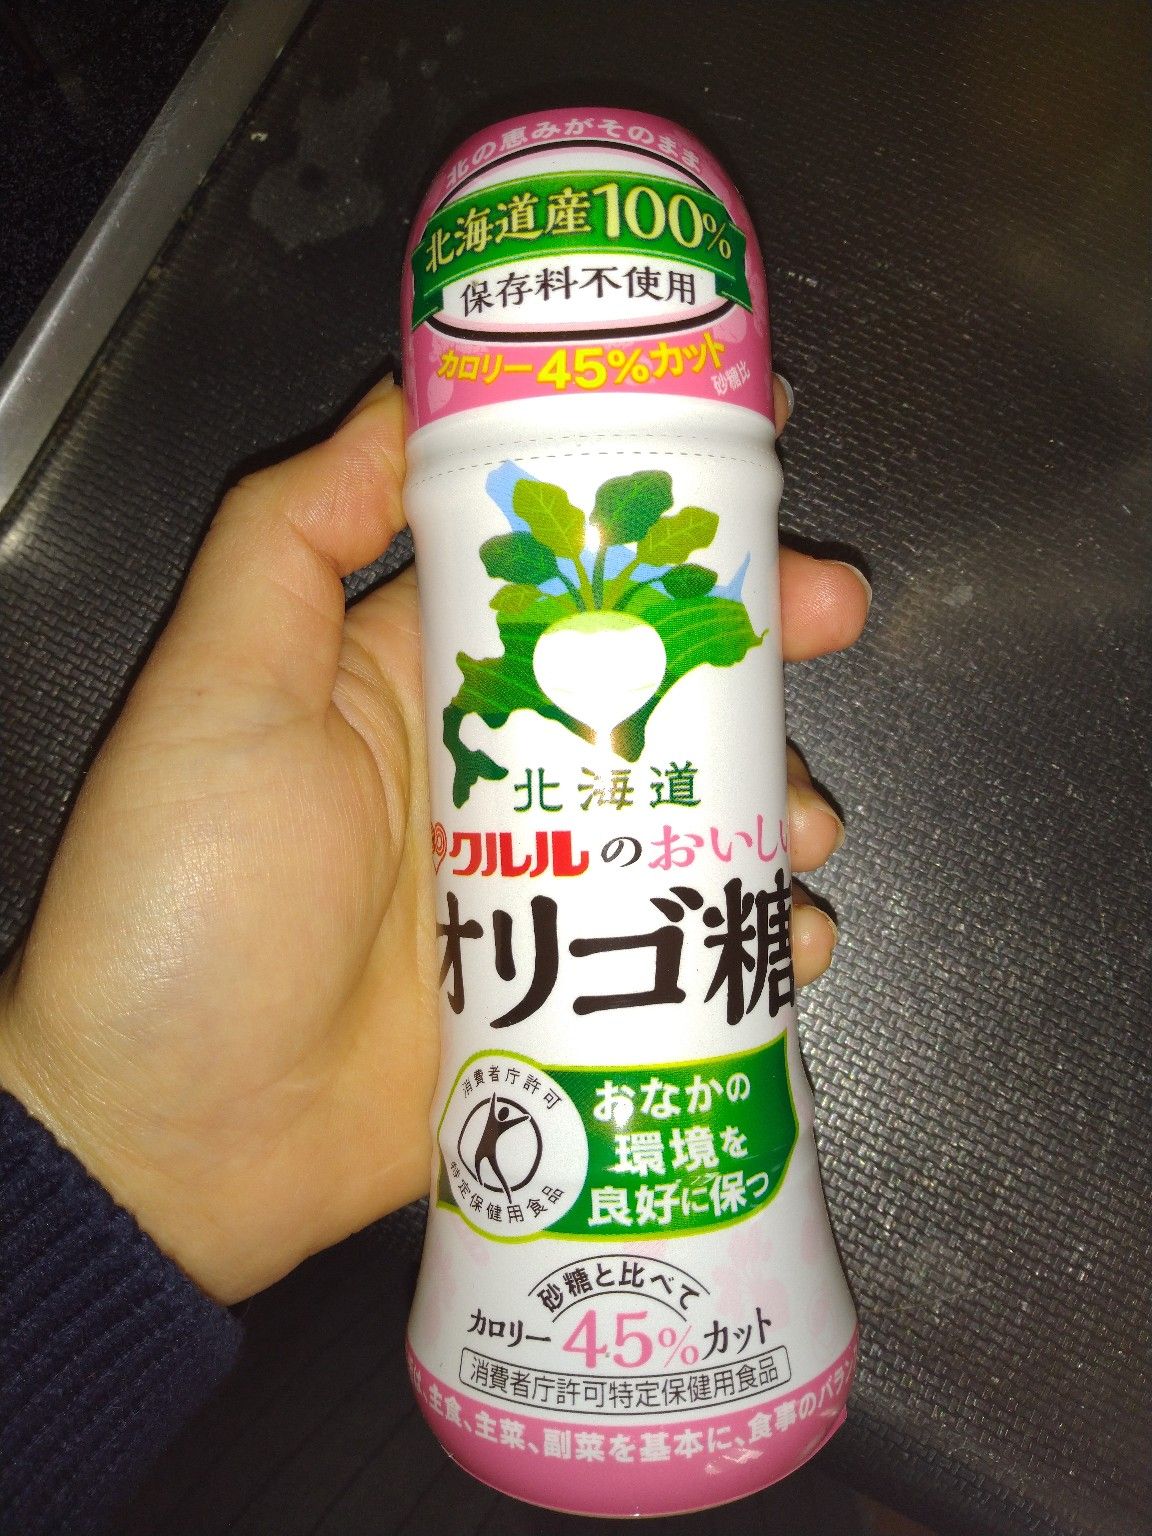 北の恵みがそのまま
北海道産100%
保存料不使用
カロリー45%カット
砂糖比
北海道
クルルのおいしい
オリゴ糖
消費者庁許可
特定保健用食品
おなかの
環境を
良好に保つ
砂糖と比べて
カロリー45%カット
消費者庁許可特定保健用食品
は、主食、主菜、副菜を基本に、食事のバラン